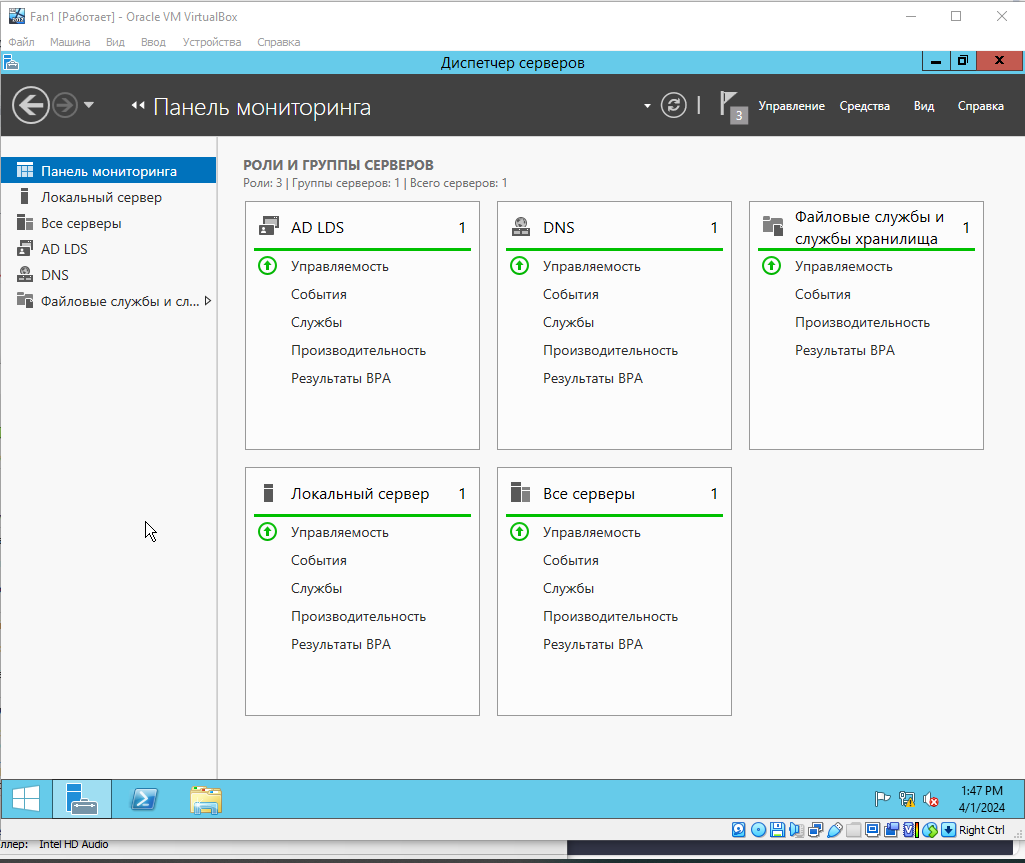 Fan1 [Работает] - Oracle VM VirtualBox
Файл Машина Вид Ввод Устройства Справка
Диспетчер серверов
Панель мониторинга
3
Управление Средства Вид Справка
Панель мониторинга
Локальный сервер
Все серверы
AD LDS
DNS
Файловые службы и сл...
РОЛИ И ГРУППЫ СЕРВЕРОВ
Роли: 3 | Группы серверов: 1 | Всего серверов: 1
AD LDS 1
Управляемость
События
Службы
Производительность
Результаты BPA
DNS 1
Управляемость
События
Службы
Производительность
Результаты BPA
Файловые службы и
службы хранилища 1
Управляемость
События
Производительность
Результаты BPA
Локальный сервер 1
Управляемость
События
Службы
Производительность
Результаты BPA
Все серверы 1
Управляемость
События
Службы
Производительность
Результаты BPA
1:47 PM
4/1/2024
Right Ctrl
ллер: Intel HD Audio